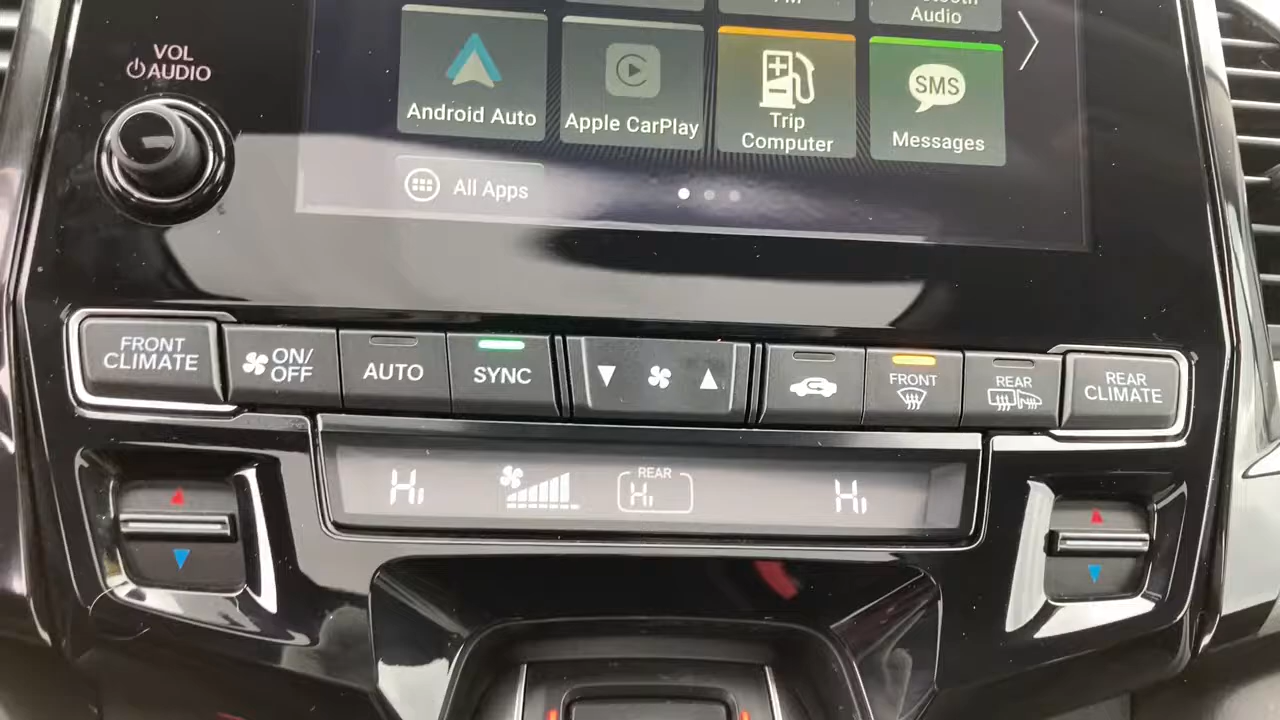 Audio
VOL
AUDIO
Android Auto
Apple CarPlay
Trip
Computer
SMS
Messages
All Apps
FRONT
CLIMATE
ON/
OFF
AUTO
SYNC
FRONT
REAR
REAR
CLIMATE
Hi
REAR
Hi
Hi